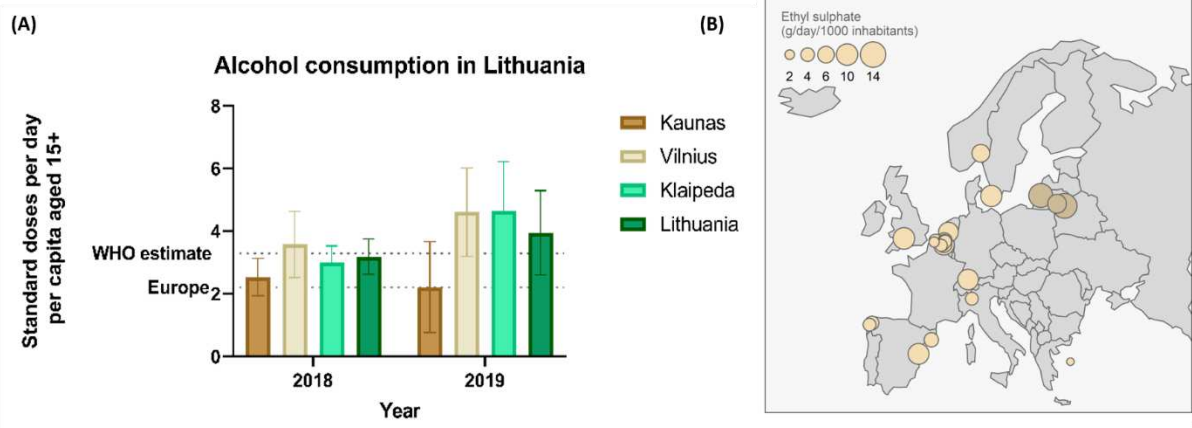 (A)
Alcohol consumption in Lithuania
Standard doses per day
per capita aged 15+
8
6
4
WHO estimate
Europe
2
0
2018
2019
Year
Kaunas
Vilnius
Klaipeda
Lithuania
(B)
Ethyl sulphate
(g/day/1000 inhabitants)
2 4 6 10 14